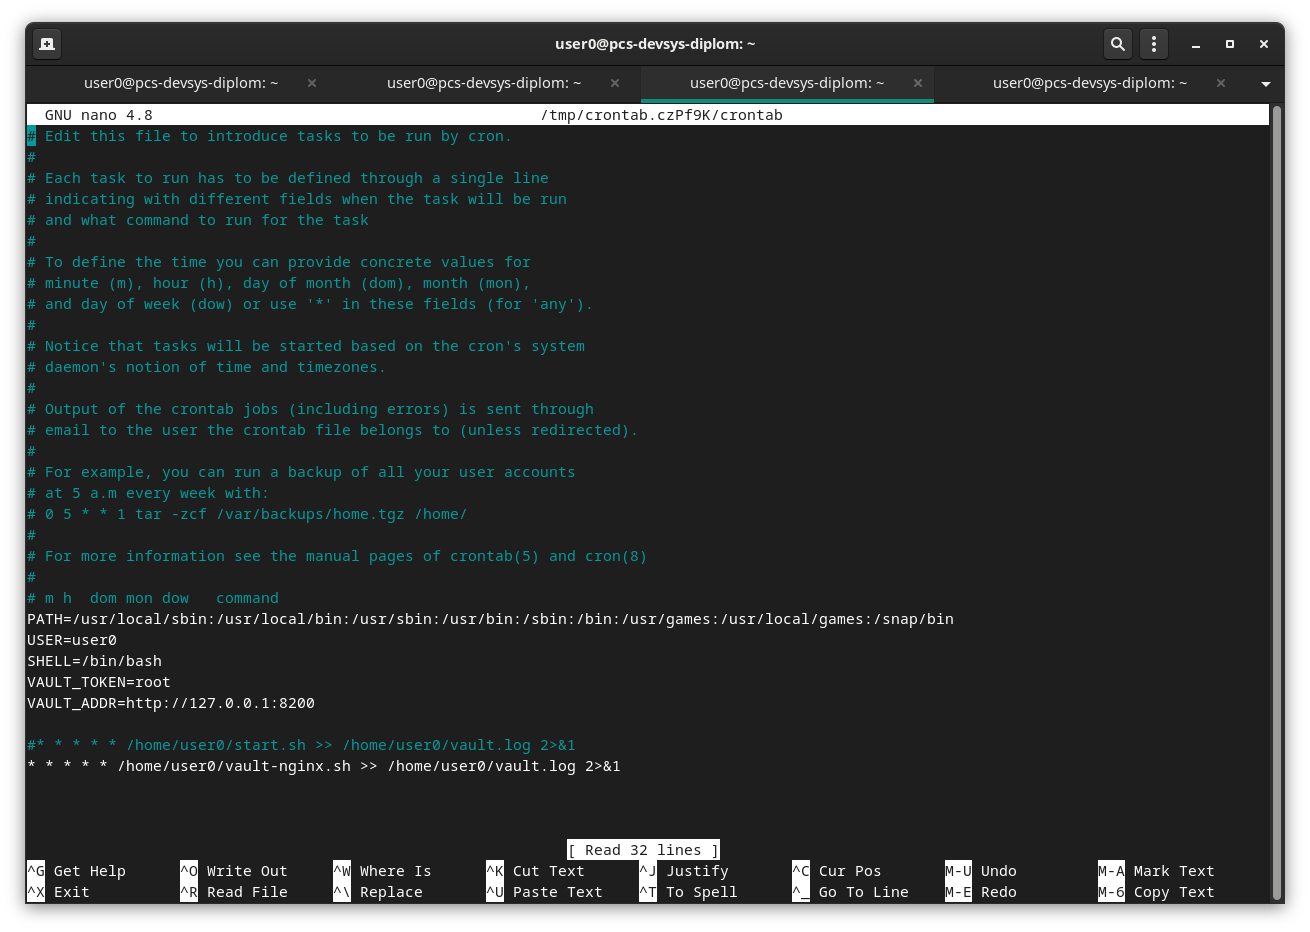 user0@pcs-devsys-diplom: ~
user0@pcs-devsys-diplom: ~ × user0@pcs-devsys-diplom: ~ × user0@pcs-devsys-diplom: ~ × user0@pcs-devsys-diplom: ~ ×
GNU nano 4.8 /tmp/crontab.czPf9K/crontab
# Edit this file to introduce tasks to be run by cron.
#
# Each task to run has to be defined through a single line
# indicating with different fields when the task will be run
# and what command to run for the task
#
# To define the time you can provide concrete values for
# minute (m), hour (h), day of month (dom), month (mon),
# and day of week (dow) or use '*' in these fields (for 'any').
#
# Notice that tasks will be started based on the cron's system
# daemon's notion of time and timezones.
#
# Output of the crontab jobs (including errors) is sent through
# email to the user the crontab file belongs to (unless redirected).
#
# For example, you can run a backup of all your user accounts
# at 5 a.m every week with:
# 0 5 * * 1 tar -zcf /var/backups/home.tgz /home/
#
# For more information see the manual pages of crontab(5) and cron(8)
#
# m h  dom mon dow   command
PATH=/usr/local/sbin:/usr/local/bin:/usr/sbin:/usr/bin:/sbin:/bin:/usr/games:/usr/local/games:/snap/bin
USER=user0
SHELL=/bin/bash
VAULT_TOKEN=root
VAULT_ADDR=http://127.0.0.1:8200
#* * * * * /home/user0/start.sh >> /home/user0/vault.log 2>&1
* * * * * /home/user0/vault-nginx.sh >> /home/user0/vault.log 2>&1
[ Read 32 lines ]
^G Get Help ^O Write Out ^W Where Is ^K Cut Text ^J Justify ^C Cur Pos M-U Undo M-A Mark Text
^X Exit ^R Read File ^\ Replace ^U Paste Text ^T To Spell ^_ Go To Line M-E Redo M-6 Copy Text